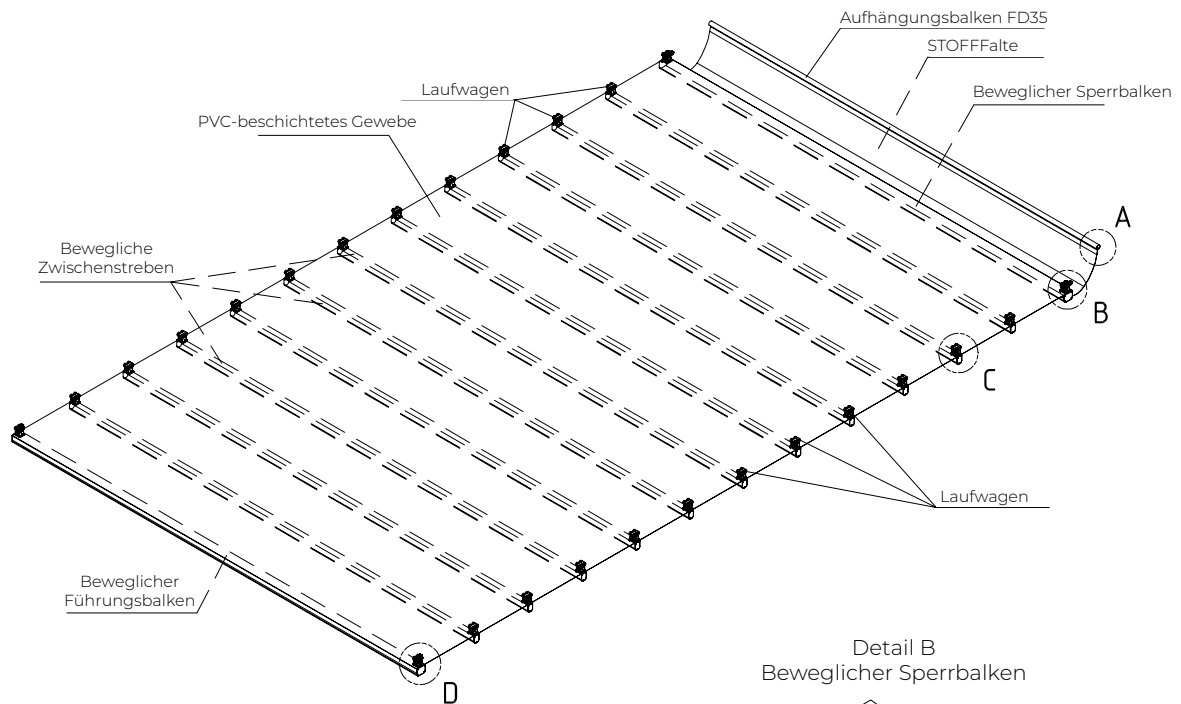 Aufhängungsbalken FD35
STOFFFalte
Beweglicher Sperrbalken
Laufwagen
PVC-beschichtetes Gewebe
A
Bewegliche
Zwischenstreben
B
C
Laufwagen
Beweglicher
Führungsbalken
D
Detail B
Beweglicher Sperrbalken